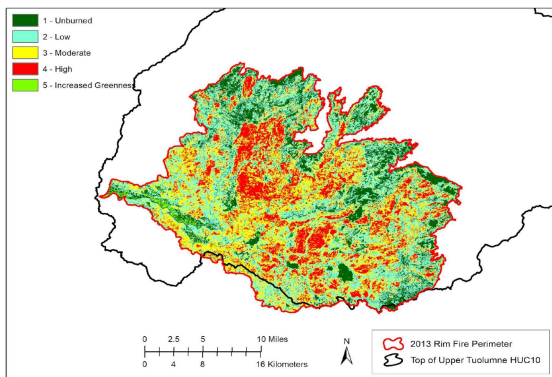 1 - Unburned
2 - Low
3 - Moderate
4 - High
5 - Increased Greenness
0 2.5 5 10 Miles
0 4 8 16 Kilometers
N
2013 Rim Fire Perimeter
Top of Upper Tuolumne HUC10